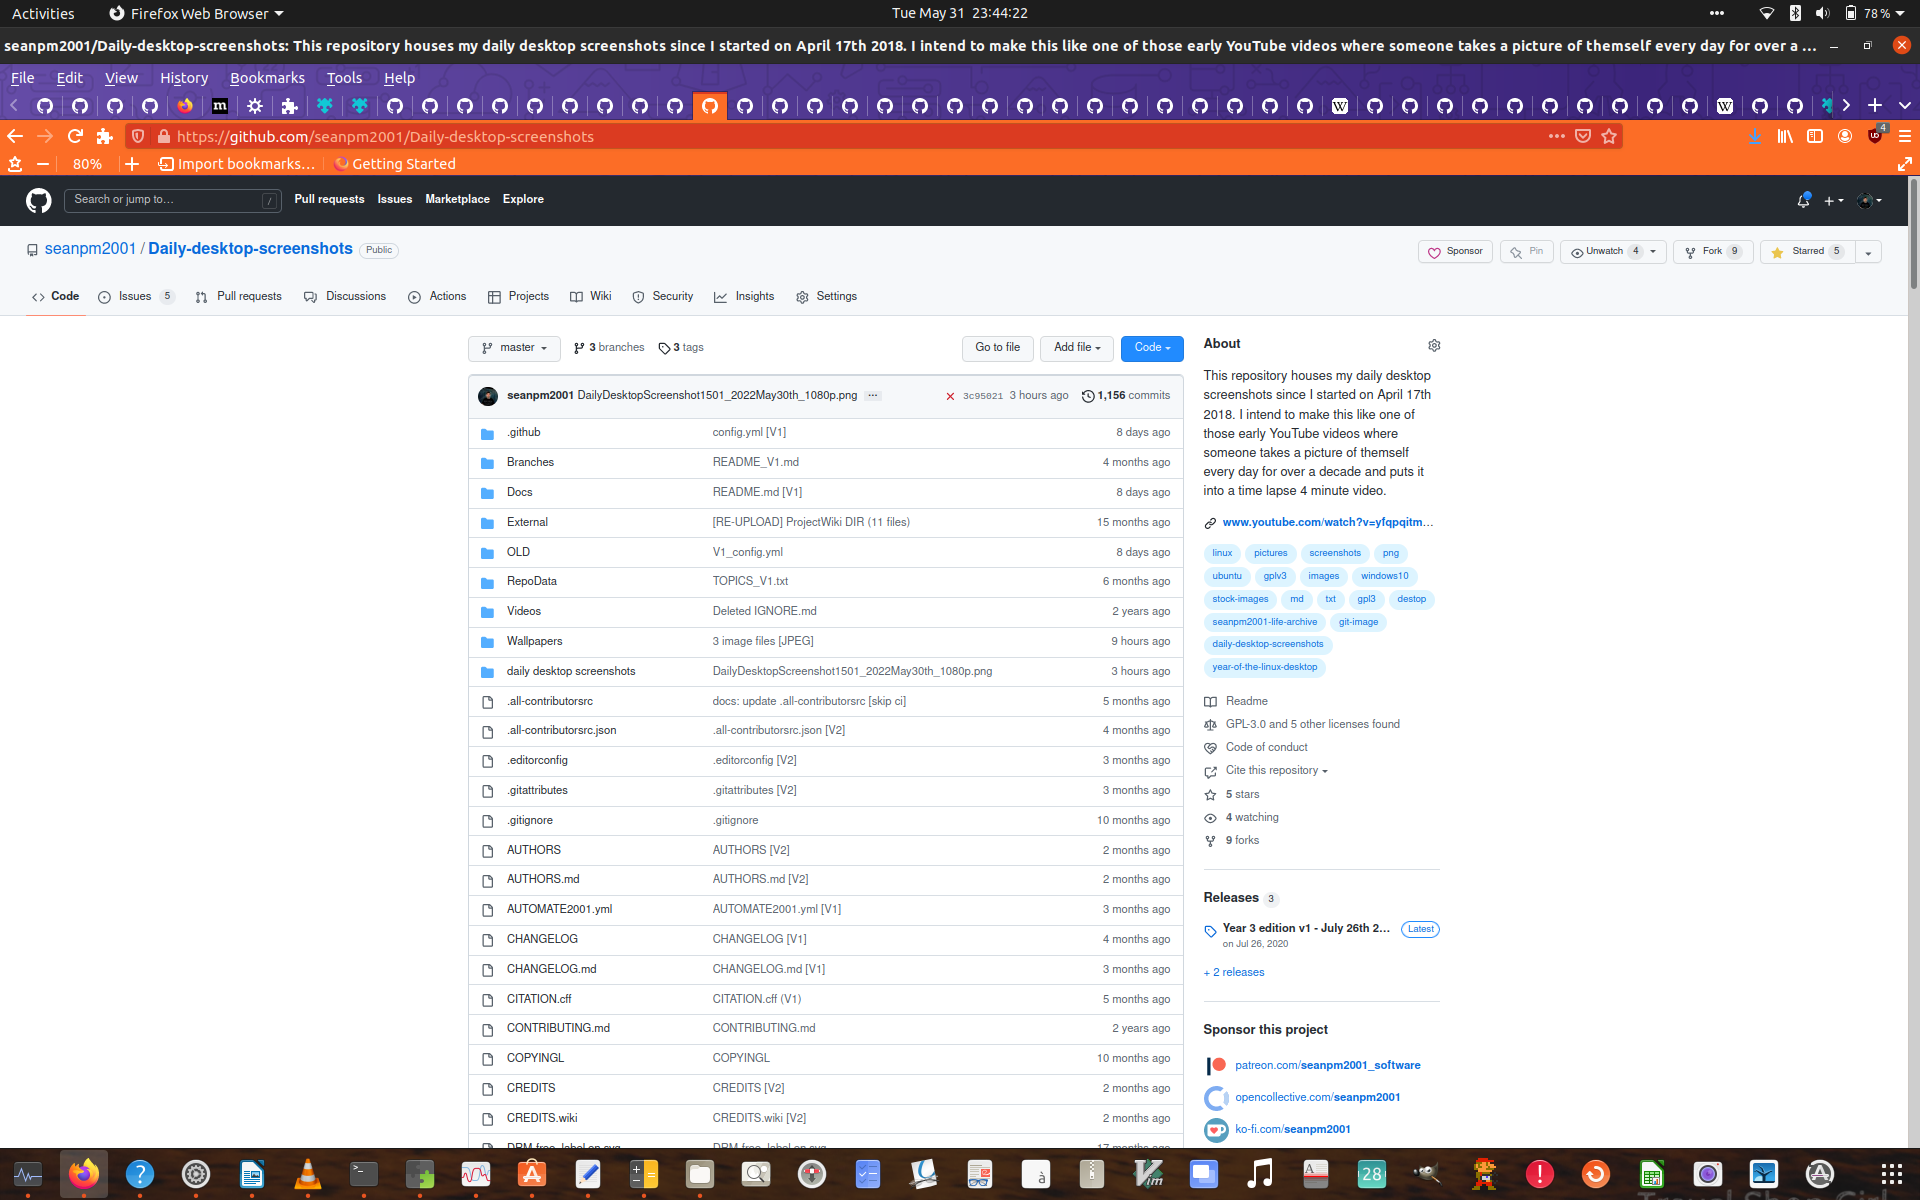 Activities Firefox Web Browser Tue May 31 23:44:22 78 %
seanpm2001/Daily-desktop-screenshots: This repository houses my daily desktop screenshots since I started on April 17th 2018. I intend to make this like one of those early YouTube videos where someone takes a picture of themself every day for over a ...
File Edit View History Bookmarks Tools Help
https://github.com/seanpm2001/Daily-desktop-screenshots 4
80% Import bookmarks... Getting Started
Search or jump to... / Pull requests Issues Marketplace Explore
seanpm2001 / Daily-desktop-screenshots Public Sponsor Pin Unwatch 4 Fork 9 Starred 5
Code Issues 5 Pull requests Discussions Actions Projects Wiki Security Insights Settings
master 3 branches 3 tags Go to file Add file Code
seanpm2001 DailyDesktopScreenshot1501_2022May30th_1080p.png ... 3c95021 3 hours ago 1,156 commits
.github config.yml [V1] 8 days ago
Branches README_V1.md 4 months ago
Docs README.md [V1] 8 days ago
External [RE-UPLOAD] ProjectWiki DIR (11 files) 15 months ago
OLD V1_config.yml 8 days ago
RepoData TOPICS_V1.txt 6 months ago
Videos Deleted IGNORE.md 2 years ago
Wallpapers 3 image files [JPEG] 9 hours ago
daily desktop screenshots DailyDesktopScreenshot1501_2022May30th_1080p.png 3 hours ago
.all-contributorsrc docs: update .all-contributorsrc [skip ci] 5 months ago
.all-contributorsrc.json .all-contributorsrc.json [V2] 4 months ago
.editorconfig .editorconfig [V2] 3 months ago
.gitattributes .gitattributes [V2] 3 months ago
.gitignore .gitignore 10 months ago
AUTHORS AUTHORS [V2] 2 months ago
AUTHORS.md AUTHORS.md [V2] 2 months ago
AUTOMATE2001.yml AUTOMATE2001.yml [V1] 3 months ago
CHANGELOG CHANGELOG [V1] 4 months ago
CHANGELOG.md CHANGELOG.md [V1] 3 months ago
CITATION.cff CITATION.cff (V1) 5 months ago
CONTRIBUTING.md CONTRIBUTING.md 2 years ago
COPYINGL COPYINGL 10 months ago
CREDITS CREDITS [V2] 2 months ago
CREDITS.wiki CREDITS.wiki [V2] 2 months ago
About
This repository houses my daily desktop
screenshots since I started on April 17th
2018. I intend to make this like one of
those early YouTube videos where
someone takes a picture of themself
every day for over a decade and puts it
into a time lapse 4 minute video.
www.youtube.com/watch?v=yfqpqitm...
linux pictures screenshots png
ubuntu gplv3 images windows10
stock-images md txt gpl3 destop
seanpm2001-life-archive git-image
daily-desktop-screenshots
year-of-the-linux-desktop
Readme
GPL-3.0 and 5 other licenses found
Code of conduct
Cite this repository
5 stars
4 watching
9 forks
Releases 3
Year 3 edition v1 - July 26th 2... Latest
on Jul 26, 2020
+ 2 releases
Sponsor this project
patreon.com/seanpm2001_software
opencollective.com/seanpm2001
ko-fi.com/seanpm2001
28